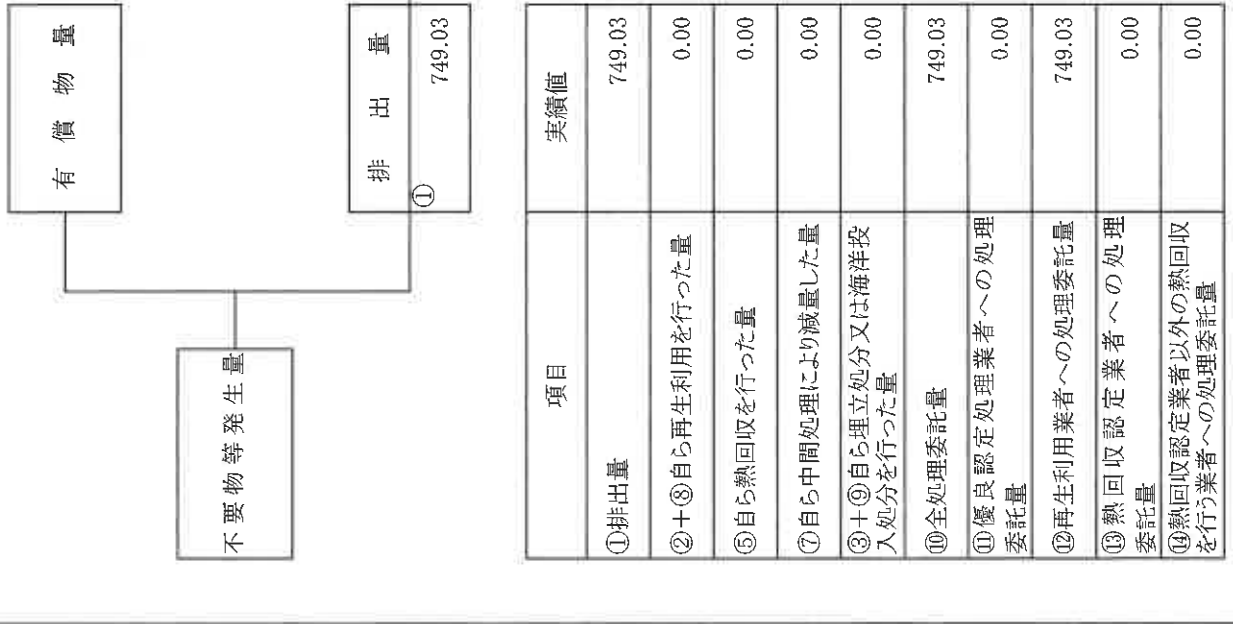 不要物等発生量
有償物量
排出量
① 749.03
項目 実績値
①排出量 749.03
②+⑧自ら再生利用を行った量 0.00
⑤自ら熱回収を行った量 0.00
⑦自ら中間処理により減量した量 0.00
③+⑨自ら埋立処分又は海洋投
入処分を行った量 0.00
⑩全処理委託量 749.03
⑪優良認定処理業者への処理
委託量 0.00
⑫再生利用業者への処理委託量 749.03
⑬熱回収認定業者への処理
委託量 0.00
⑭熱回収認定業者以外の熱回収
を行う業者への処理委託量 0.00